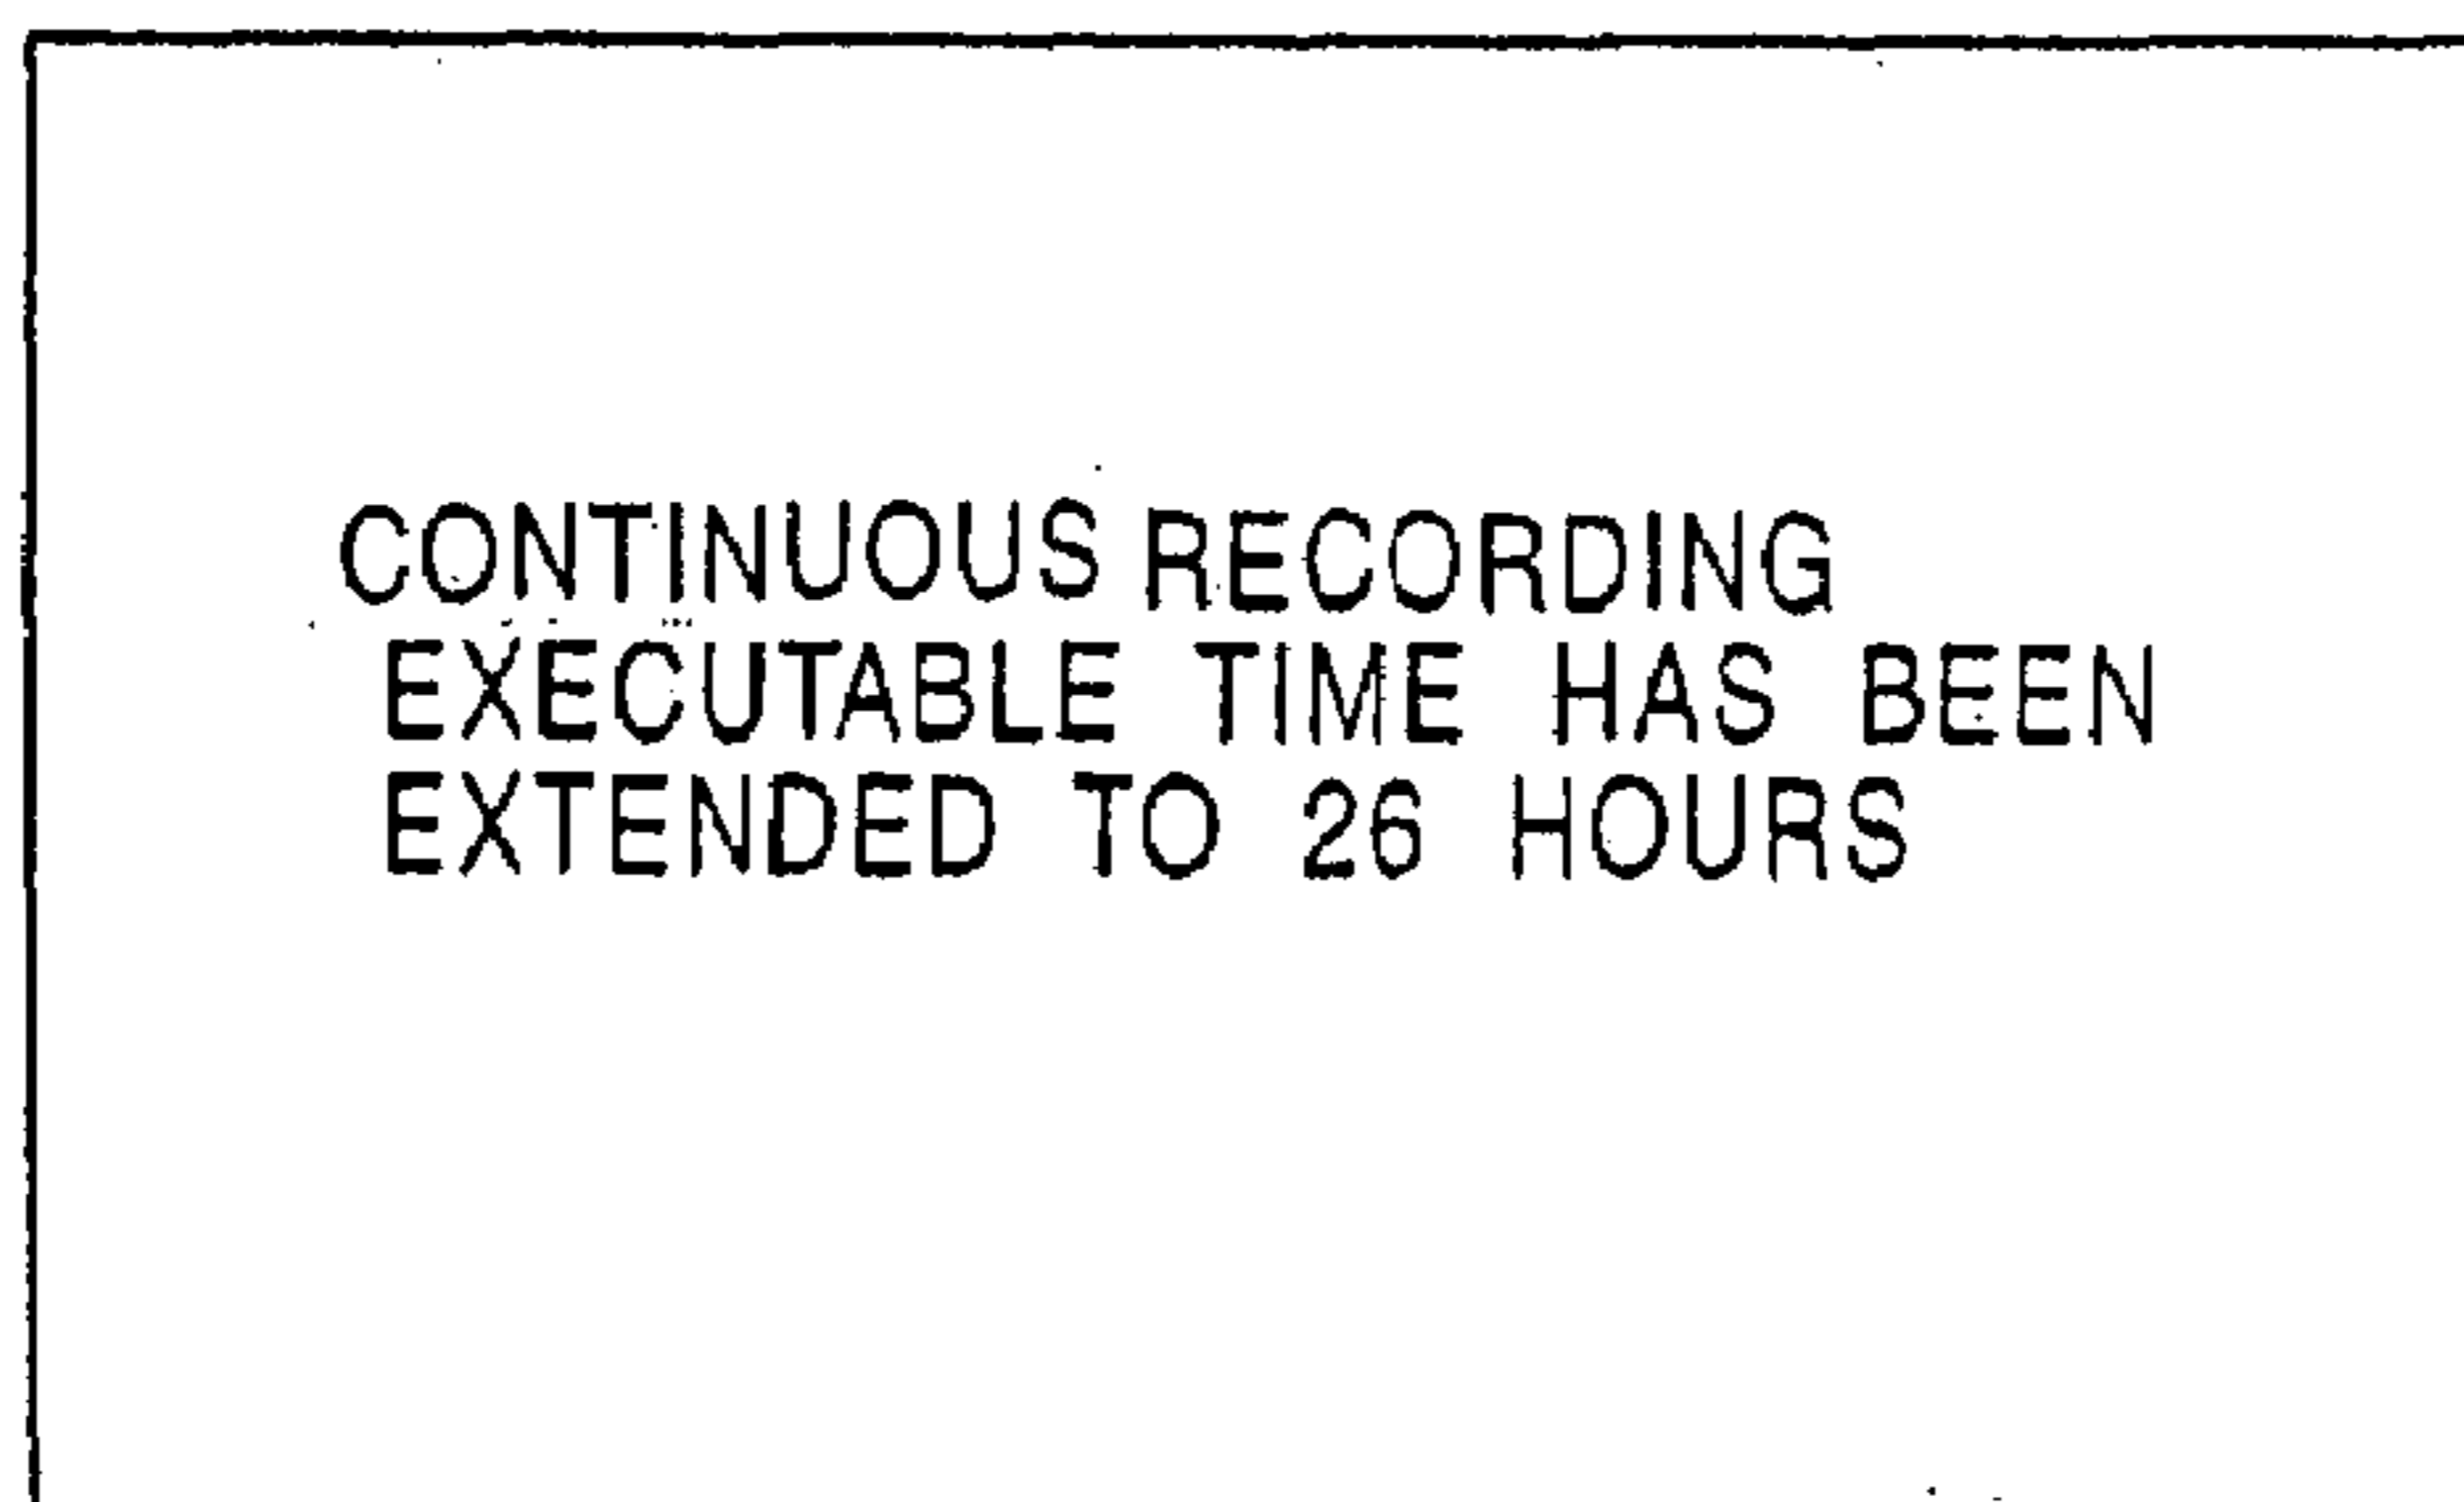 CONTINUOUS RECORDING
EXECUTABLE TIME HAS BEEN
EXTENDED TO 26 HOURS